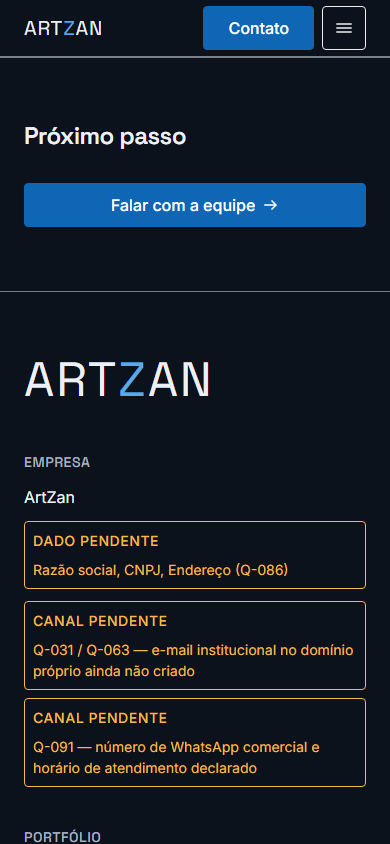 ARTZAN
Contato
Próximo passo
Falar com a equipe →
ARTZAN
EMPRESA
ArtZan
DADO PENDENTE
Razão social, CNPJ, Endereço (Q-086)
CANAL PENDENTE
Q-031 / Q-063 — e-mail institucional no domínio
próprio ainda não criado
CANAL PENDENTE
Q-091 — número de WhatsApp comercial e
horário de atendimento declarado
PORTFÓLIO